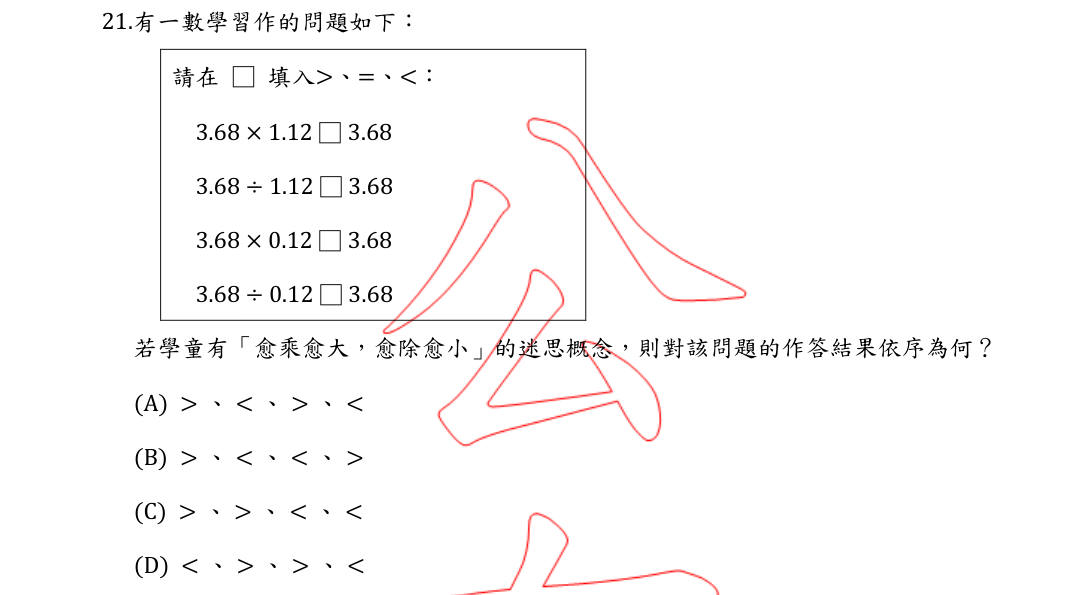 21.有一數學習作的問題如下：
請在 □ 填入>、=、<：
3.68 × 1.12 □ 3.68
3.68 ÷ 1.12 □ 3.68
3.68 × 0.12 □ 3.68
3.68 ÷ 0.12 □ 3.68
若學童有「愈乘愈大，愈除愈小」的迷思概念，則對該問題的作答結果依序為何？
(A) > 、 < 、 > 、 <
(B) > 、 < 、 < 、 >
(C) > 、 > 、 < 、 <
(D) < 、 > 、 > 、 <
公